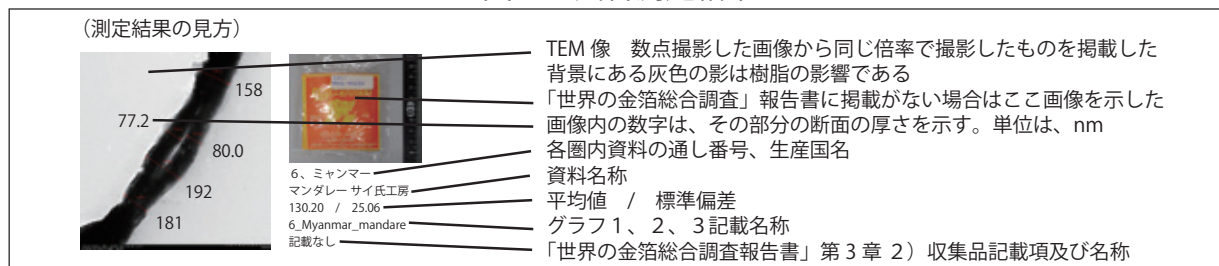 （測定結果の見方）
158
77.2
80.0
192
181
6、ミャンマー
マンダレー サイ氏工房
130.20 / 25.06
6_Myanmar_mandare
記載なし
TEM 像　数点撮影した画像から同じ倍率で撮影したものを掲載した
背景にある灰色の影は樹脂の影響である
「世界の金箔総合調査」報告書に掲載がない場合はここ画像を示した
画像内の数字は、その部分の断面の厚さを示す。単位は、nm
各圏内資料の通し番号、生産国名
資料名称
平均値　/　標準偏差
グラフ１、２、３記載名称
「世界の金箔総合調査報告書」第 3 章 ２）収集品記載項及び名称